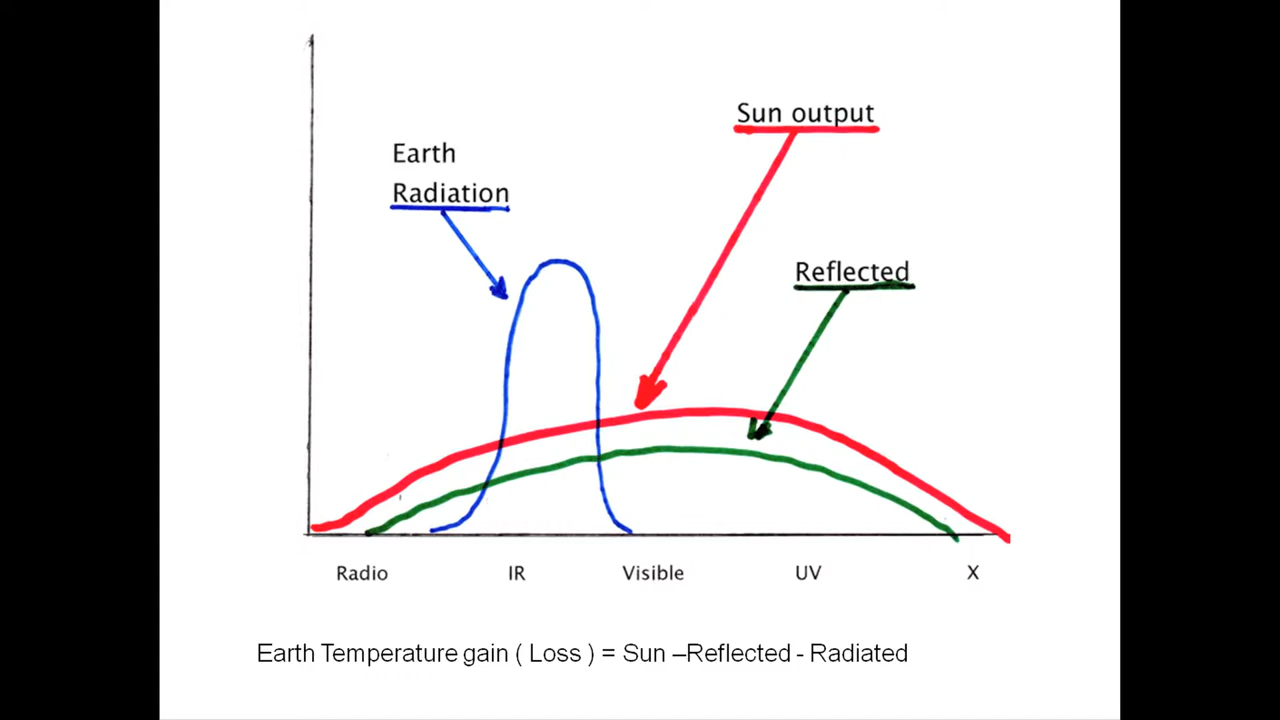 Sun output
Earth
Radiation
Reflected
Radio IR Visible UV X
Earth Temperature gain ( Loss ) = Sun –Reflected - Radiated